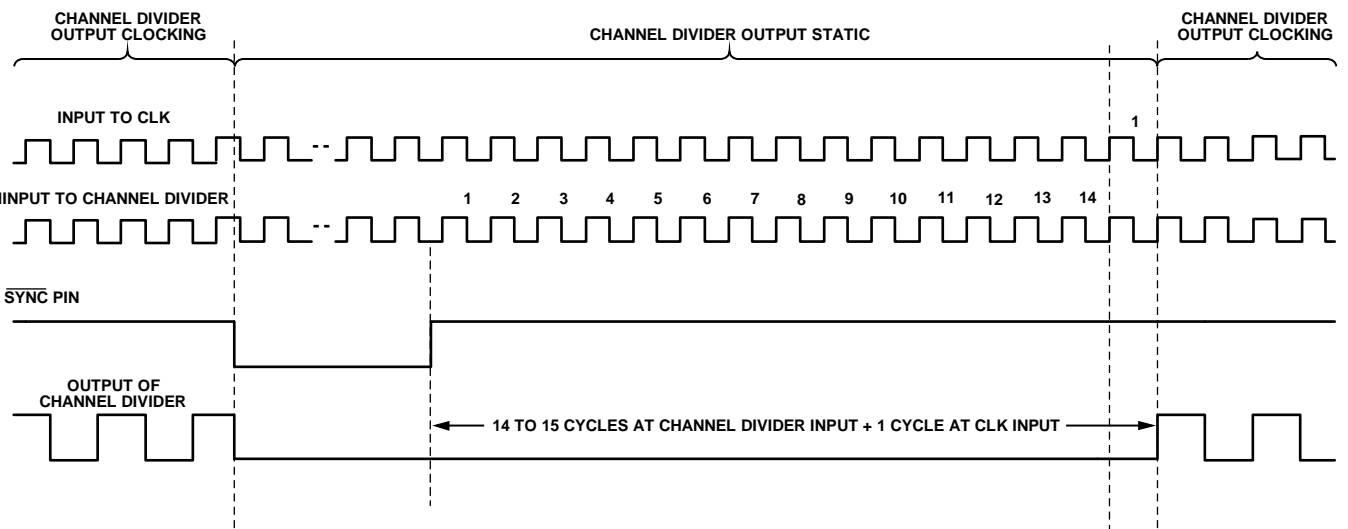 CHANNEL DIVIDER
OUTPUT CLOCKING
CHANNEL DIVIDER OUTPUT STATIC
CHANNEL DIVIDER
OUTPUT CLOCKING
INPUT TO CLK
1
INPUT TO CHANNEL DIVIDER
1 2 3 4 5 6 7 8 9 10 11 12 13 14
SYNC PIN
OUTPUT OF
CHANNEL DIVIDER
14 TO 15 CYCLES AT CHANNEL DIVIDER INPUT + 1 CYCLE AT CLK INPUT